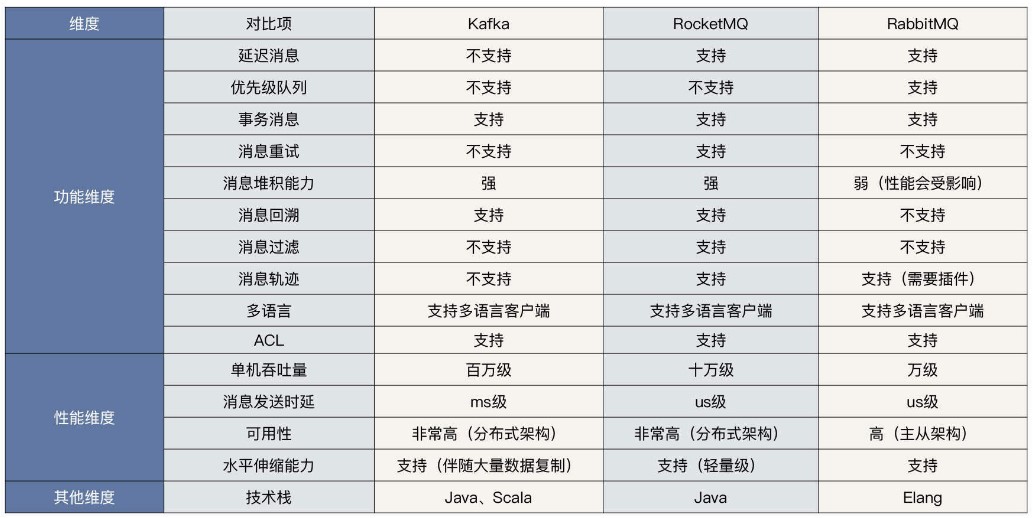 维度 对比项 Kafka RocketMQ RabbitMQ
延迟消息 不支持 支持 支持
优先级队列 不支持 不支持 支持
事务消息 支持 支持 支持
消息重试 不支持 支持 不支持
消息堆积能力 强 强 弱（性能会受影响）
功能维度 消息回溯 支持 支持 不支持
消息过滤 不支持 支持 不支持
消息轨迹 不支持 支持 支持（需要插件）
多语言 支持多语言客户端 支持多语言客户端 支持多语言客户端
ACL 支持 支持 支持
单机吞吐量 百万级 十万级 万级
消息发送时延 ms级 us级 us级
性能维度 可用性 非常高（分布式架构） 非常高（分布式架构） 高（主从架构）
水平伸缩能力 支持（伴随大量数据复制） 支持（轻量级） 支持
其他维度 技术栈 Java、Scala Java Elang